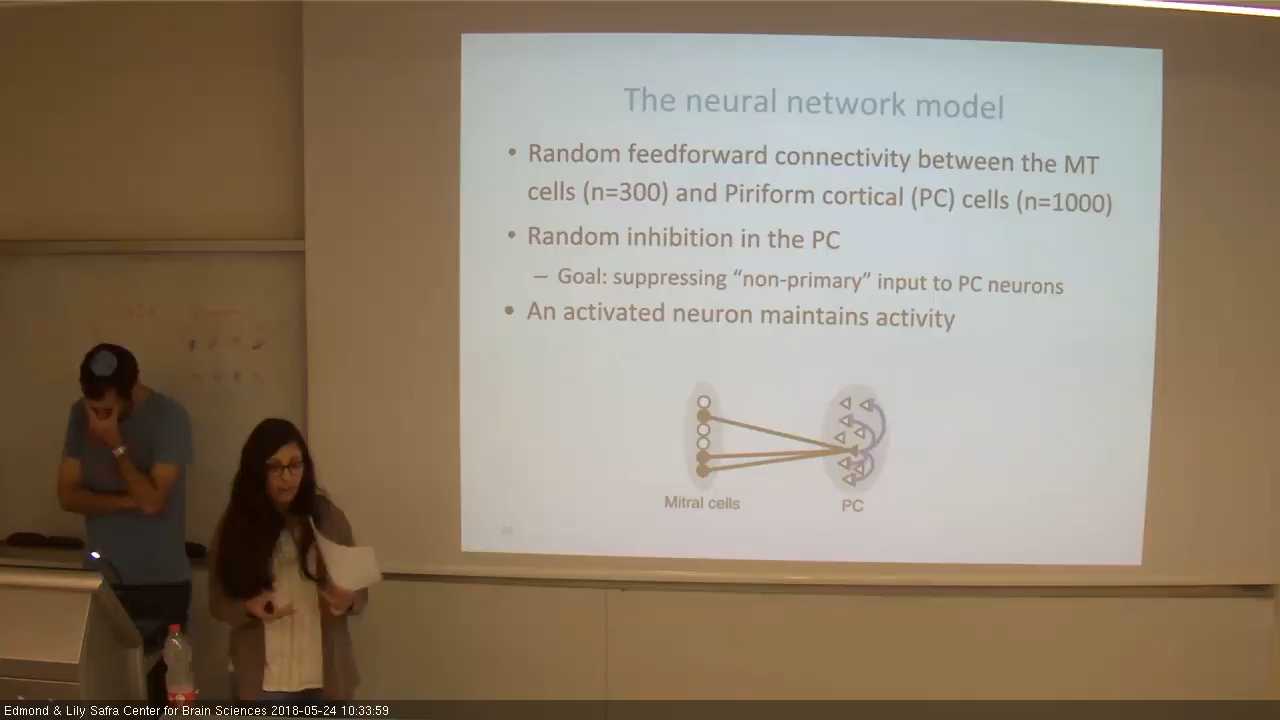 The neural network model
• Random feedforward connectivity between the MT
cells (n=300) and Piriform cortical (PC) cells (n=1000)
• Random inhibition in the PC
– Goal: suppressing “non-primary” input to PC neurons
• An activated neuron maintains activity
Mitral cells
PC
Edmond & Lily Safra Center for Brain Sciences 2018-05-24 10:33:59